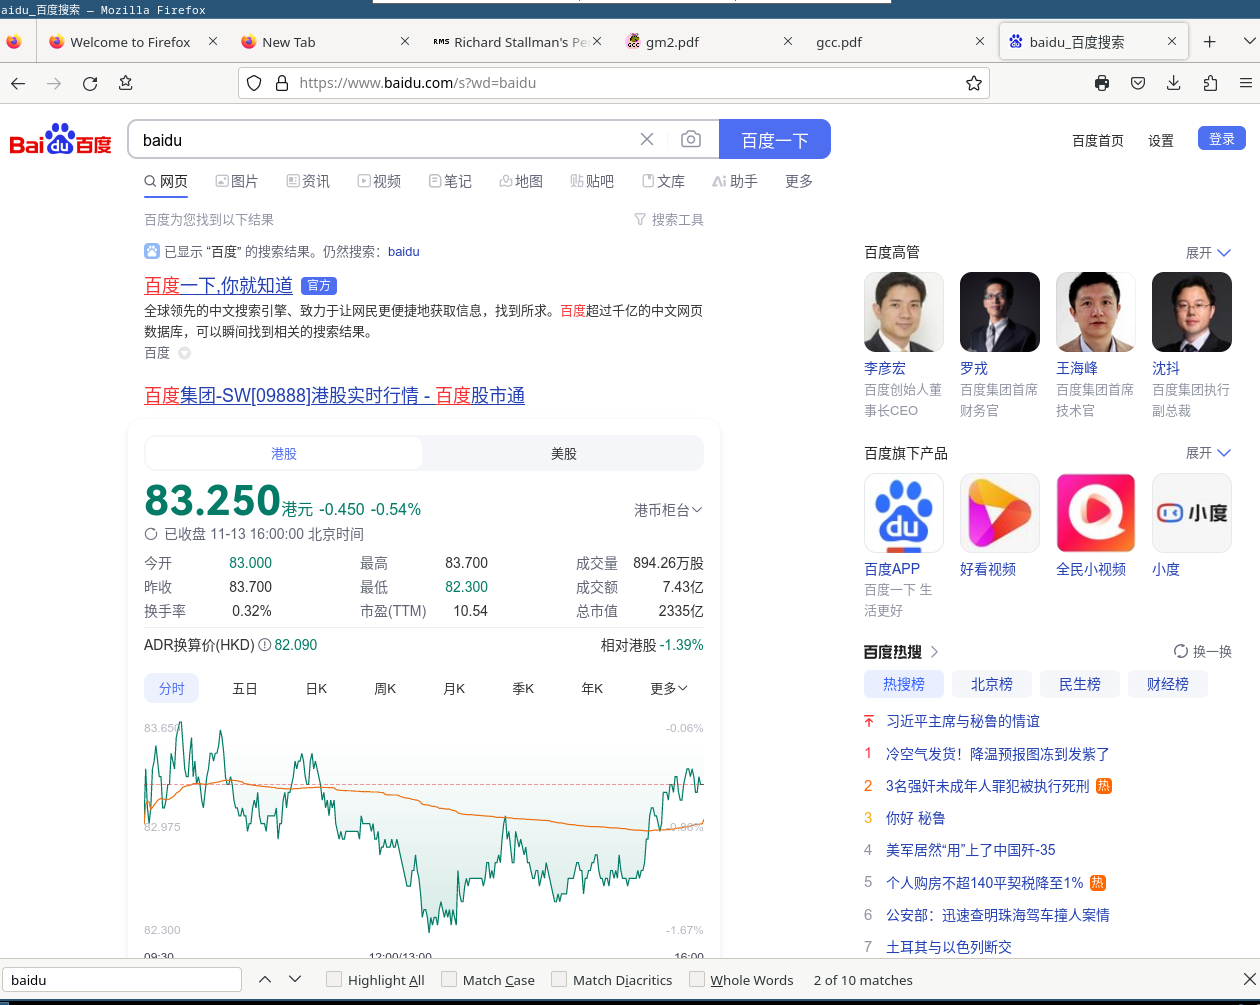 aidu_百度搜索 — Mozilla Firefox
Welcome to Firefox
New Tab
RMS Richard Stallman's Pe
gm2.pdf
gcc.pdf
baidu_百度搜索
https://www.baidu.com/s?wd=baidu
Bai du 百度
baidu
百度一下
百度首页
设置
登录
网页
图片
资讯
视频
笔记
地图
贴吧
文库
助手
更多
百度为您找到以下结果
搜索工具
已显示 “百度” 的搜索结果。仍然搜索：baidu
百度一下,你就知道 官方
全球领先的中文搜索引擎、致力于让网民更便捷地获取信息，找到所求。百度超过千亿的中文网页
数据库，可以瞬间找到相关的搜索结果。
百度
百度集团-SW[09888]港股实时行情 - 百度股市通
港股
美股
83.250港元 -0.450 -0.54%
港币柜台
已收盘 11-13 16:00:00 北京时间
今开 83.000 最高 83.700 成交量 894.26万股
昨收 83.700 最低 82.300 成交额 7.43亿
换手率 0.32% 市盈(TTM) 10.54 总市值 2335亿
ADR换算价(HKD) 82.090 相对港股 -1.39%
分时 五日 日K 周K 月K 季K 年K 更多
83.650 -0.06%
82.975 -0.86%
82.300 -1.67%
09:30 12:00/13:00 16:00
百度高管 展开
李彦宏 罗戎 王海峰 沈抖
百度创始人董 百度集团首席 百度集团首席 百度集团执行
事长CEO 财务官 技术官 副总裁
百度旗下产品 展开
du
小度
百度APP 好看视频 全民小视频 小度
百度一下 生
活更好
百度热搜 换一换
热搜榜 北京榜 民生榜 财经榜
习近平主席与秘鲁的情谊
1 冷空气发货！降温预报图冻到发紫了
2 3名强奸未成年人罪犯被执行死刑 热
3 你好 秘鲁
4 美军居然“用”上了中国歼-35
5 个人购房不超140平契税降至1% 热
6 公安部：迅速查明珠海驾车撞人案情
7 土耳其与以色列断交
baidu
Highlight All
Match Case
Match Diacritics
Whole Words
2 of 10 matches